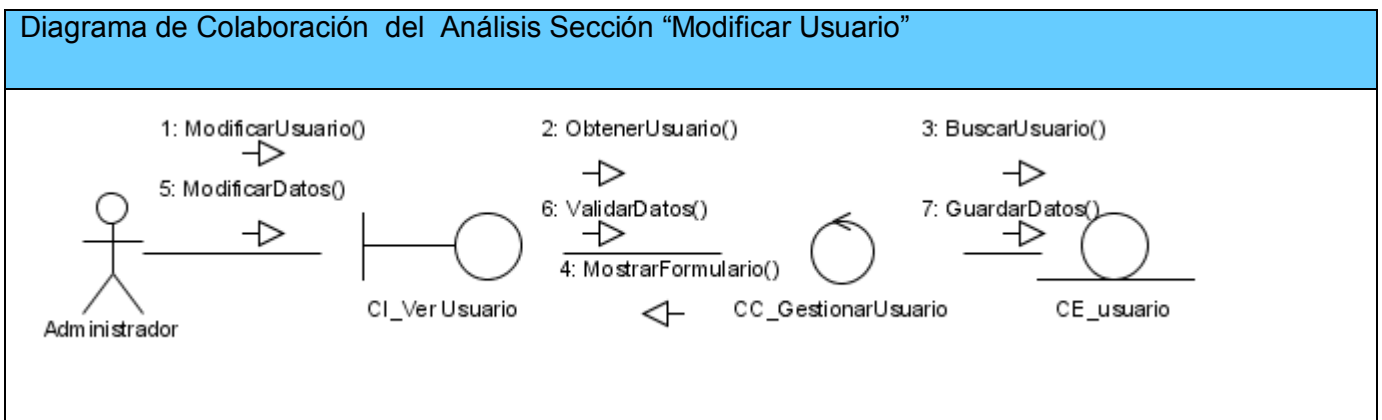 Diagrama de Colaboración del Análisis Sección “Modificar Usuario”
1: ModificarUsuario()
2: ObtenerUsuario()
3: BuscarUsuario()
5: ModificarDatos()
6: ValidarDatos()
7: GuardarDatos()
4: MostrarFormulario()
CI_Ver Usuario
CC_GestionarUsuario
CE_usuario
Administrador